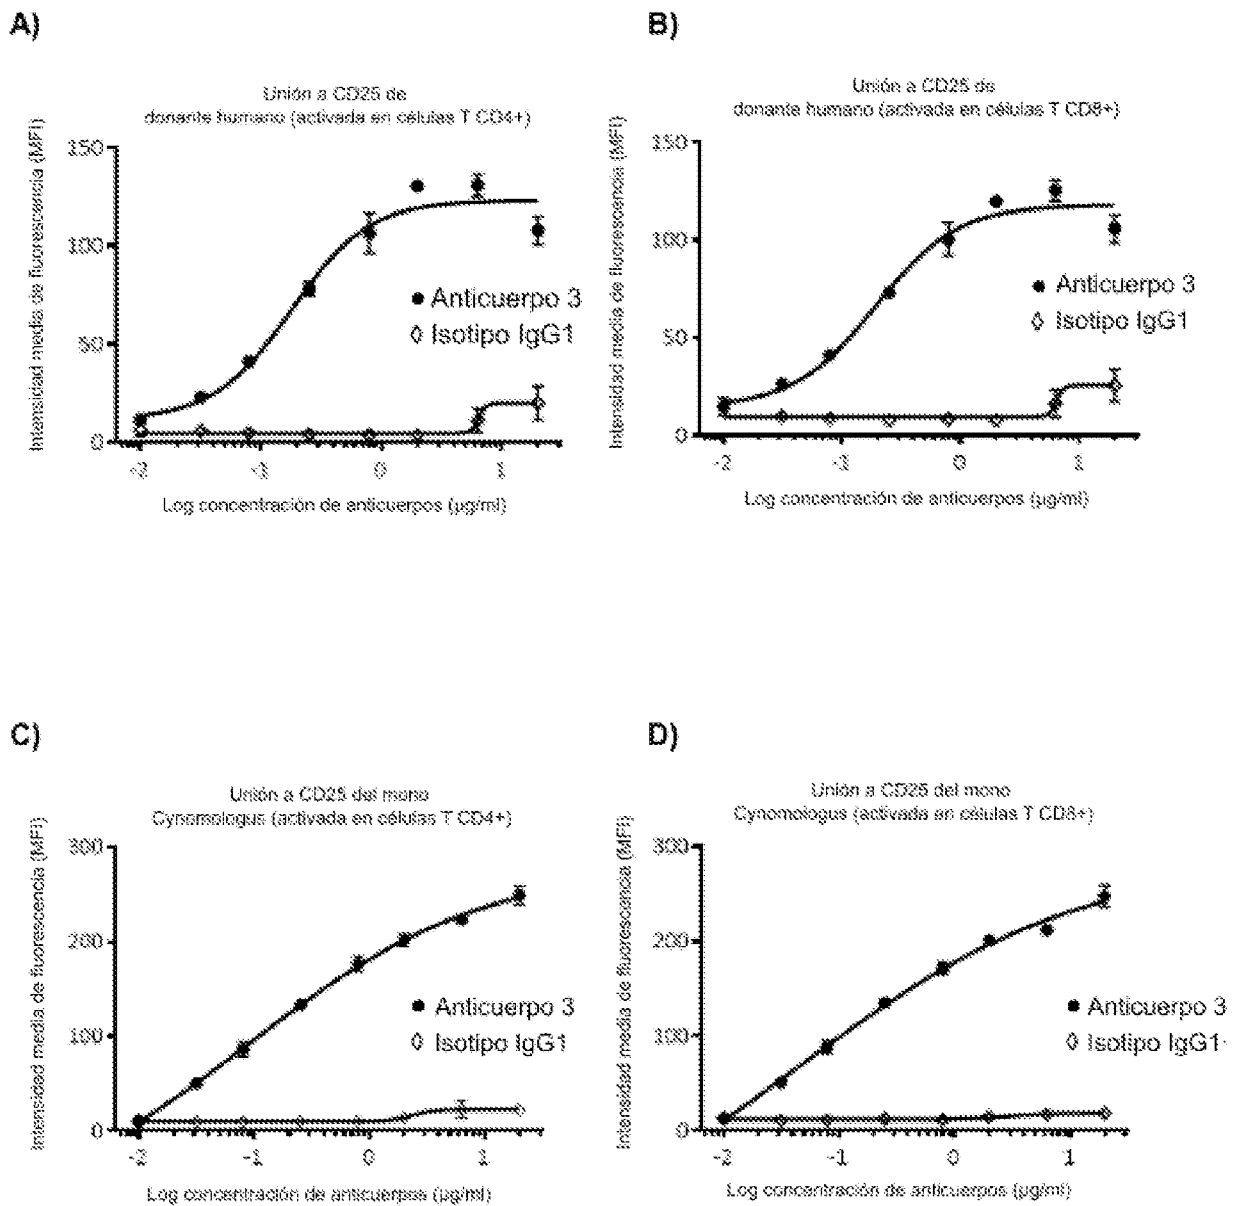 A)
Unión a CD25 de
donante humano (activada en células T CD4+)
Intensidad media de fluorescencia (MFI)
150
100
50
0
-2
-1
0
1
Anticuerpo 3
Isotipo IgG1
Log concentración de anticuerpos (µg/ml)
B)
Unión a CD25 de
donante humano (activada en células T CD8+)
Intensidad media de fluorescencia (MFI)
150
100
50
0
-2
-1
0
1
Anticuerpo 3
Isotipo IgG1
Log concentración de anticuerpos (µg/ml)
C)
Unión a CD25 del mono
Cynomologus (activada en células T CD4+)
Intensidad media de fluorescencia (MFI)
300
200
100
0
-2
-1
0
1
Anticuerpo 3
Isotipo IgG1
Log concentración de anticuerpos (µg/ml)
D)
Unión a CD25 del mono
Cynomologus (activada en células T CD8+)
Intensidad media de fluorescencia (MFI)
300
200
100
0
-2
-1
0
1
Anticuerpo 3
Isotipo IgG1
Log concentración de anticuerpos (µg/ml)